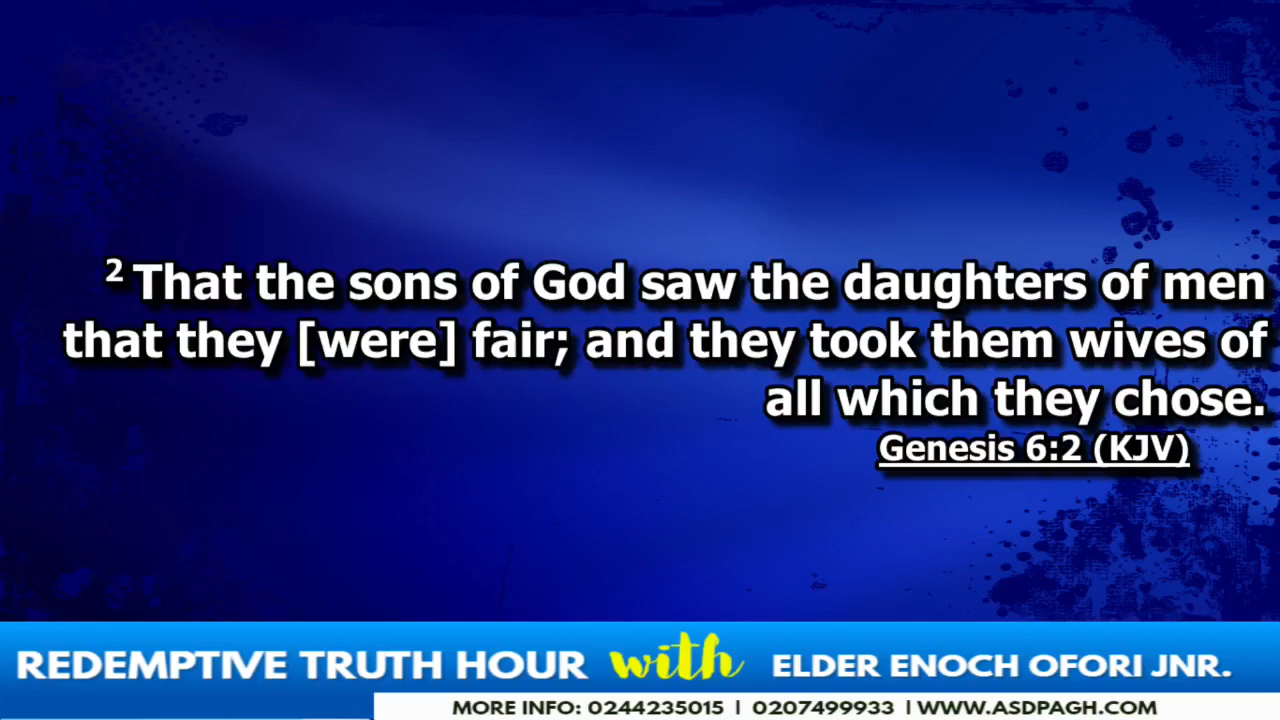 ² That the sons of God saw the daughters of men
that they [were] fair; and they took them wives of
all which they chose.
Genesis 6:2 (KJV)
REDEMPTIVE TRUTH HOUR with ELDER ENOCH OFORI JNR.
MORE INFO: 0244235015 | 0207499933 | WWW.ASDPAGH.COM